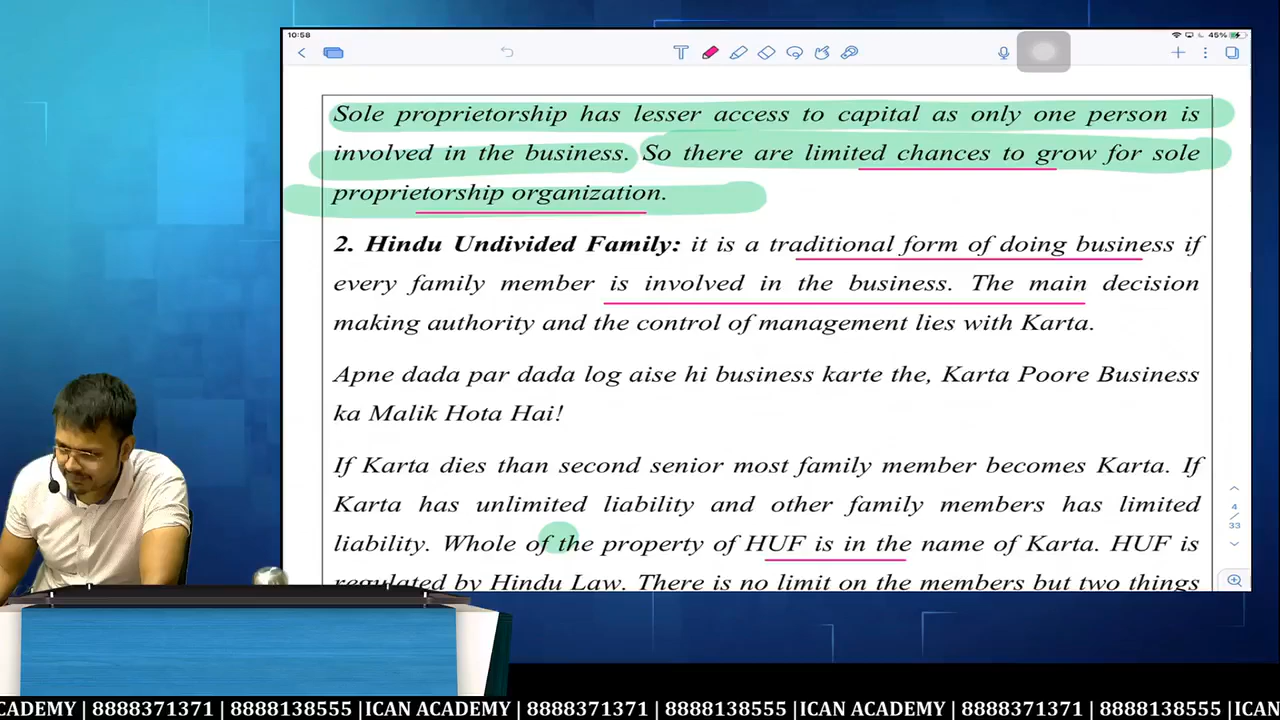 10:58
45%
T
Sole proprietorship has lesser access to capital as only one person is
involved in the business. So there are limited chances to grow for sole
proprietorship organization.
2. Hindu Undivided Family: it is a traditional form of doing business if
every family member is involved in the business. The main decision
making authority and the control of management lies with Karta.
Apne dada par dada log aise hi business karte the, Karta Poore Business
ka Malik Hota Hai!
If Karta dies than second senior most family member becomes Karta. If
Karta has unlimited liability and other family members has limited
liability. Whole of the property of HUF is in the name of Karta. HUF is
regulated by Hindu Law. There is no limit on the members but two things
4
/
33
CADEMY | 8888371371 | 8888138555 |ICAN ACADEMY | 8888371371 | 8888138555 |ICAN ACADEMY | 8888371371 | 8888138555 |ICAN